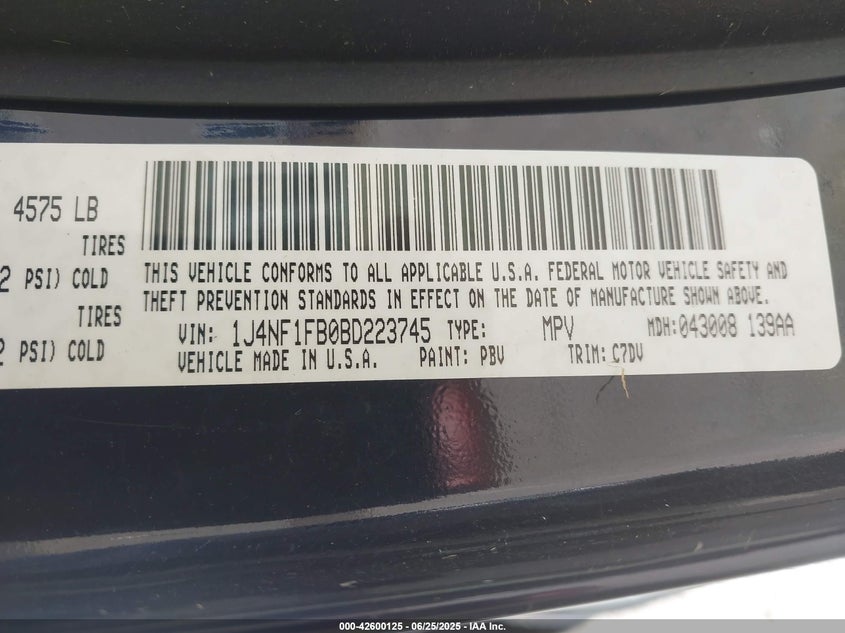 4575 LB
TIRES
2 PSI) COLD
TIRES
2 PSI) COLD
THIS VEHICLE CONFORMS TO ALL APPLICABLE U.S.A. FEDERAL MOTOR VEHICLE SAFETY AND
THEFT PREVENTION STANDARDS IN EFFECT ON THE DATE OF MANUFACTURE SHOWN ABOVE.
VIN: 1J4NF1FB0BD223745 TYPE: MPV MDH:043008 139AA
VEHICLE MADE IN U.S.A. PAINT: PBV TRIM: C7DV
000-42600125 - 06/25/2025 - IAA Inc.